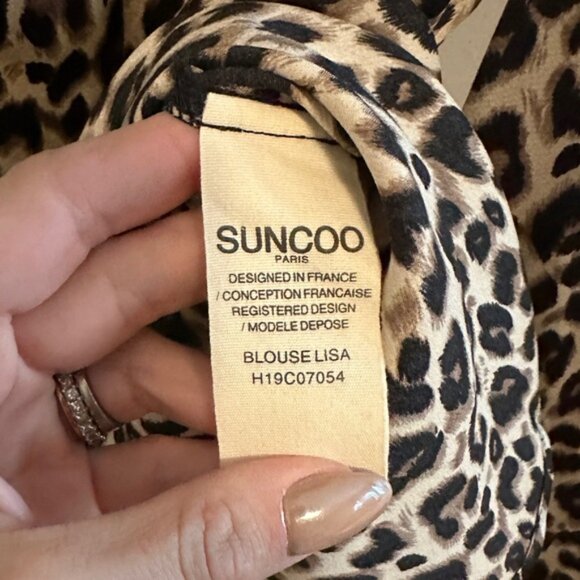 SUNCOO
PARIS
DESIGNED IN FRANCE
/ CONCEPTION FRANCAISE
REGISTERED DESIGN
/ MODELE DEPOSE
BLOUSE LISA
H19C07054